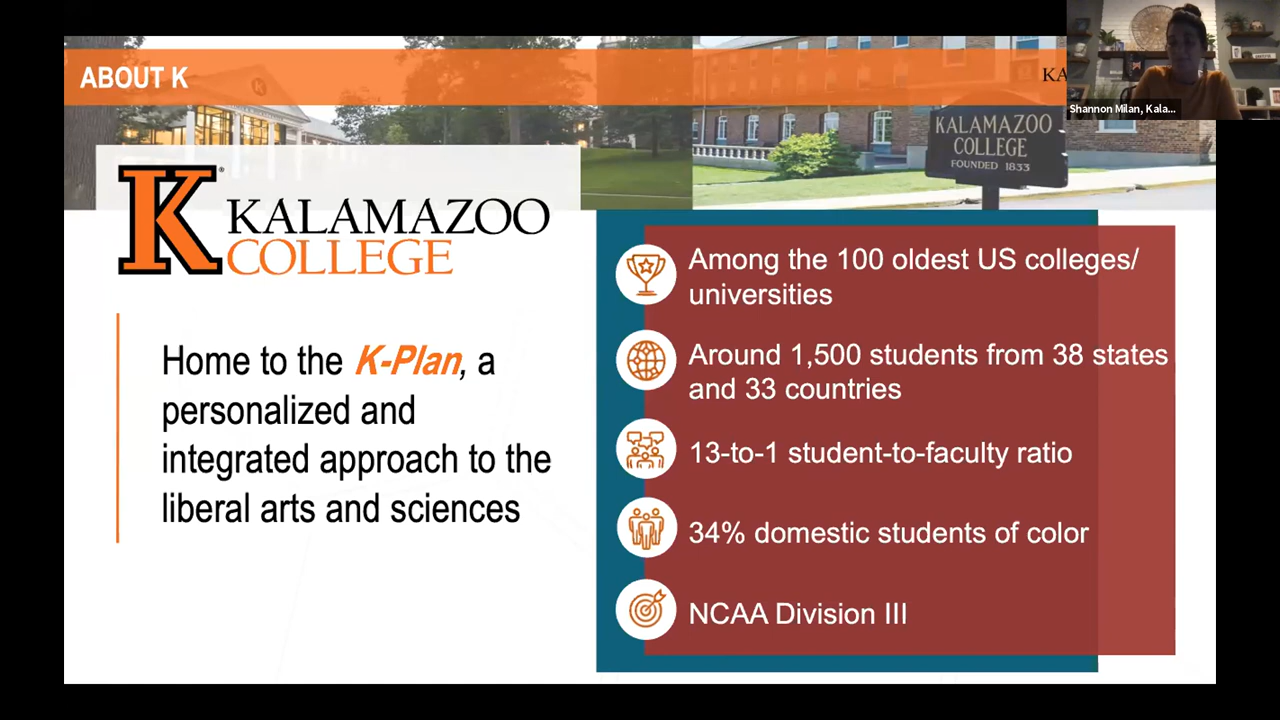 ABOUT K
KA
Shannon Milan, Kala...
KALAMAZOO
COLLEGE
FOUNDED 1833
K®
KALAMAZOO
COLLEGE
Home to the K-Plan, a
personalized and
integrated approach to the
liberal arts and sciences
Among the 100 oldest US colleges/
universities
Around 1,500 students from 38 states
and 33 countries
13-to-1 student-to-faculty ratio
34% domestic students of color
NCAA Division III